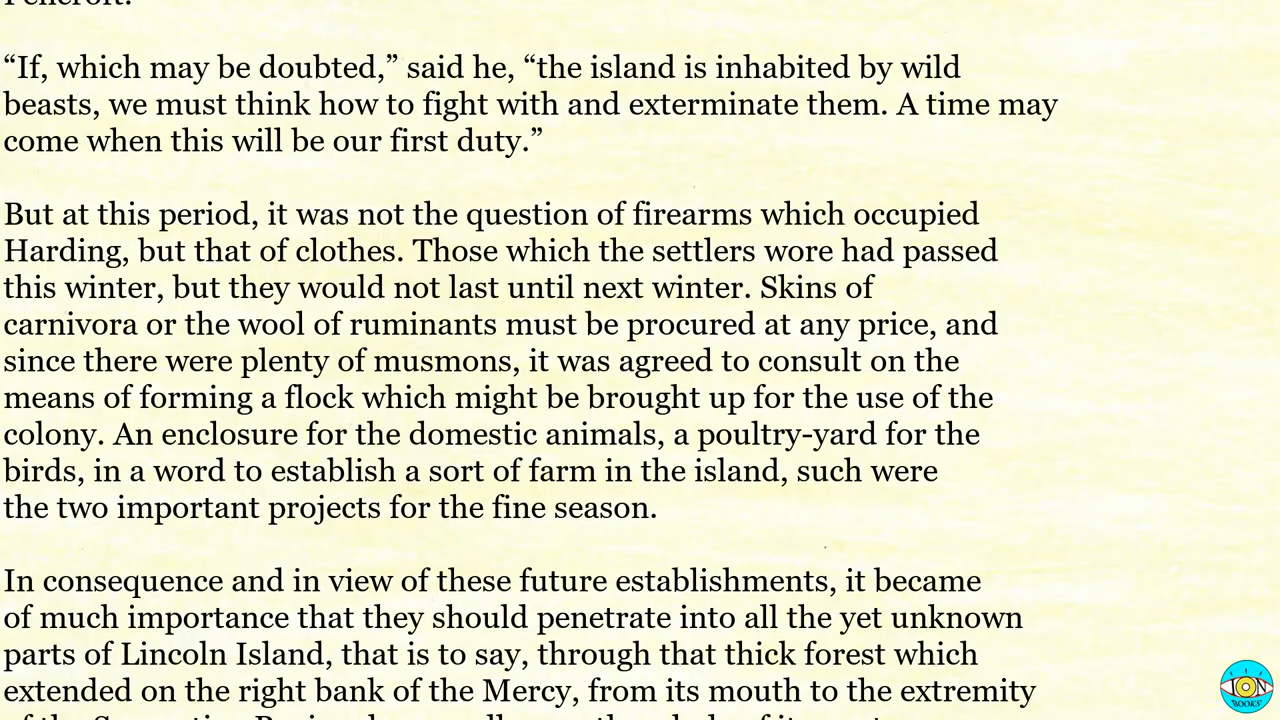 “If, which may be doubted,” said he, “the island is inhabited by wild
beasts, we must think how to fight with and exterminate them. A time may
come when this will be our first duty.”
But at this period, it was not the question of firearms which occupied
Harding, but that of clothes. Those which the settlers wore had passed
this winter, but they would not last until next winter. Skins of
carnivora or the wool of ruminants must be procured at any price, and
since there were plenty of musmons, it was agreed to consult on the
means of forming a flock which might be brought up for the use of the
colony. An enclosure for the domestic animals, a poultry-yard for the
birds, in a word to establish a sort of farm in the island, such were
the two important projects for the fine season.
In consequence and in view of these future establishments, it became
of much importance that they should penetrate into all the yet unknown
parts of Lincoln Island, that is to say, through that thick forest which
extended on the right bank of the Mercy, from its mouth to the extremity
ION
BOOKS